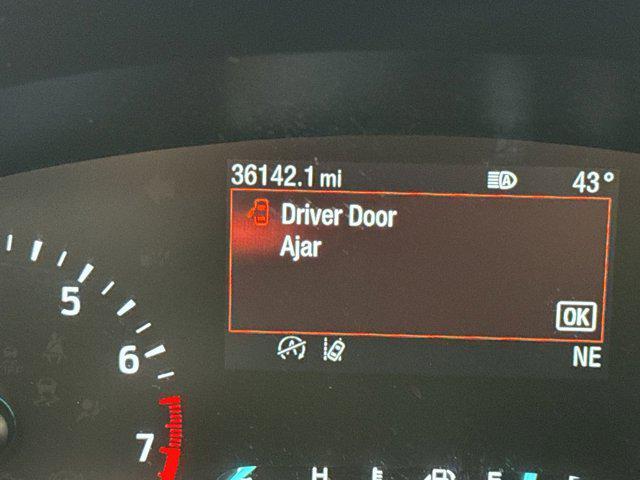 36142.1 mi A 43°
Driver Door
Ajar
OK
A NE
5
6
7
H F E